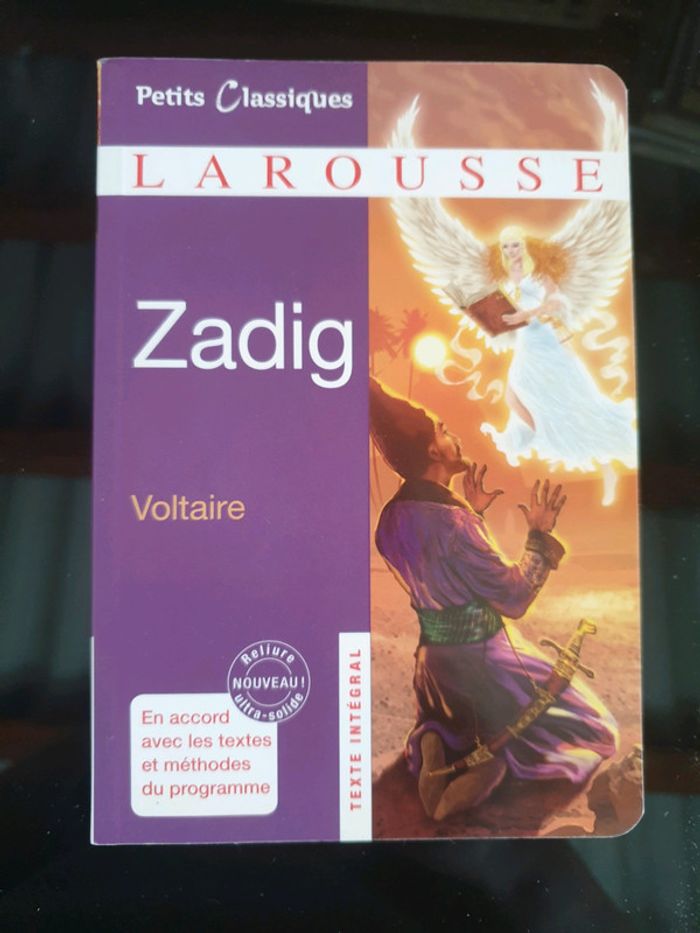 Petits Classiques
LAROUSSE
Zadig
Voltaire
Reliure
NOUVEAU !
ultra-solide
En accord
avec les textes
et méthodes
du programme
TEXTE INTÉGRAL